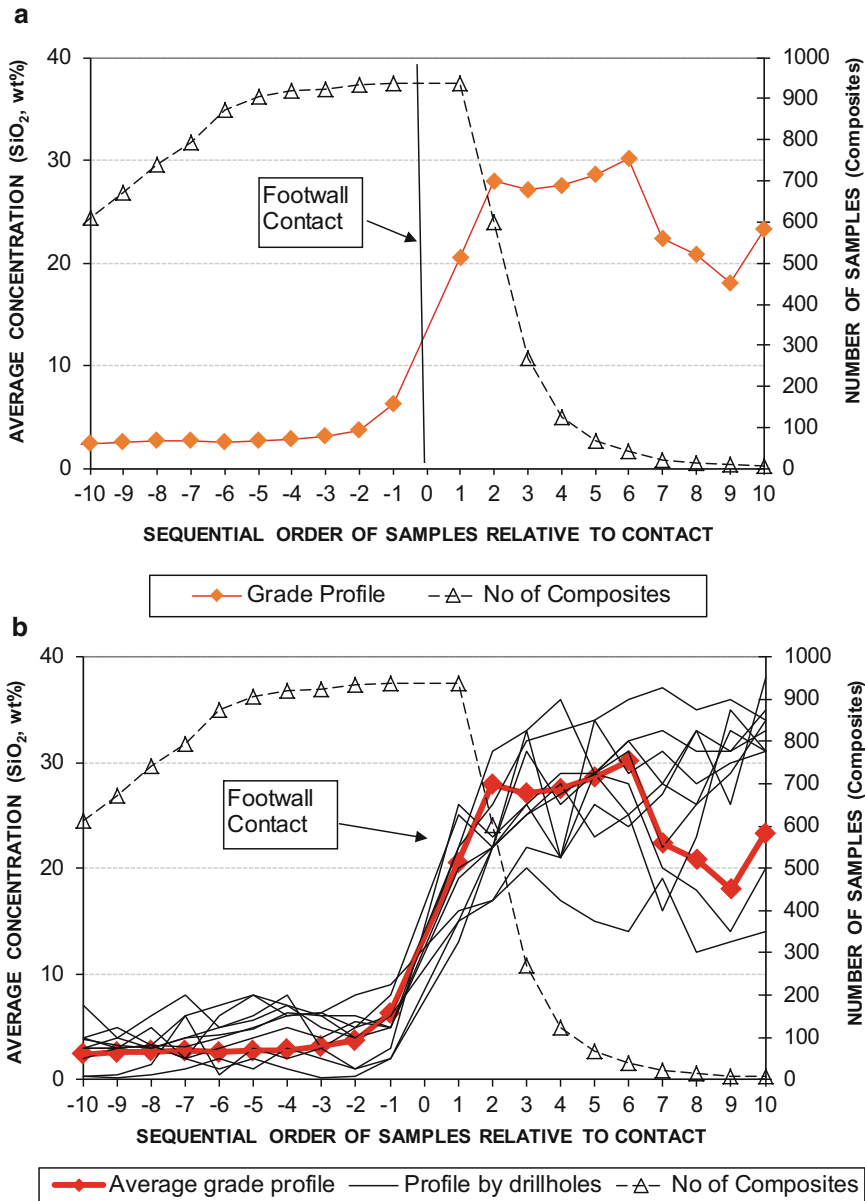 a
AVERAGE CONCENTRATION (SiO₂, wt%)
40
30
20
10
0
Footwall
Contact
1000
900
800
700
600
500
400
300
200
100
0
NUMBER OF SAMPLES (Composites)
-10 -9 -8 -7 -6 -5 -4 -3 -2 -1 0 1 2 3 4 5 6 7 8 9 10
SEQUENTIAL ORDER OF SAMPLES RELATIVE TO CONTACT
Grade Profile No of Composites
b
AVERAGE CONCENTRATION (SiO₂, wt%)
40
30
20
10
0
Footwall
Contact
1000
900
800
700
600
500
400
300
200
100
0
NUMBER OF SAMPLES (Composites)
-10 -9 -8 -7 -6 -5 -4 -3 -2 -1 0 1 2 3 4 5 6 7 8 9 10
SEQUENTIAL ORDER OF SAMPLES RELATIVE TO CONTACT
Average grade profile Profile by drillholes No of Composites